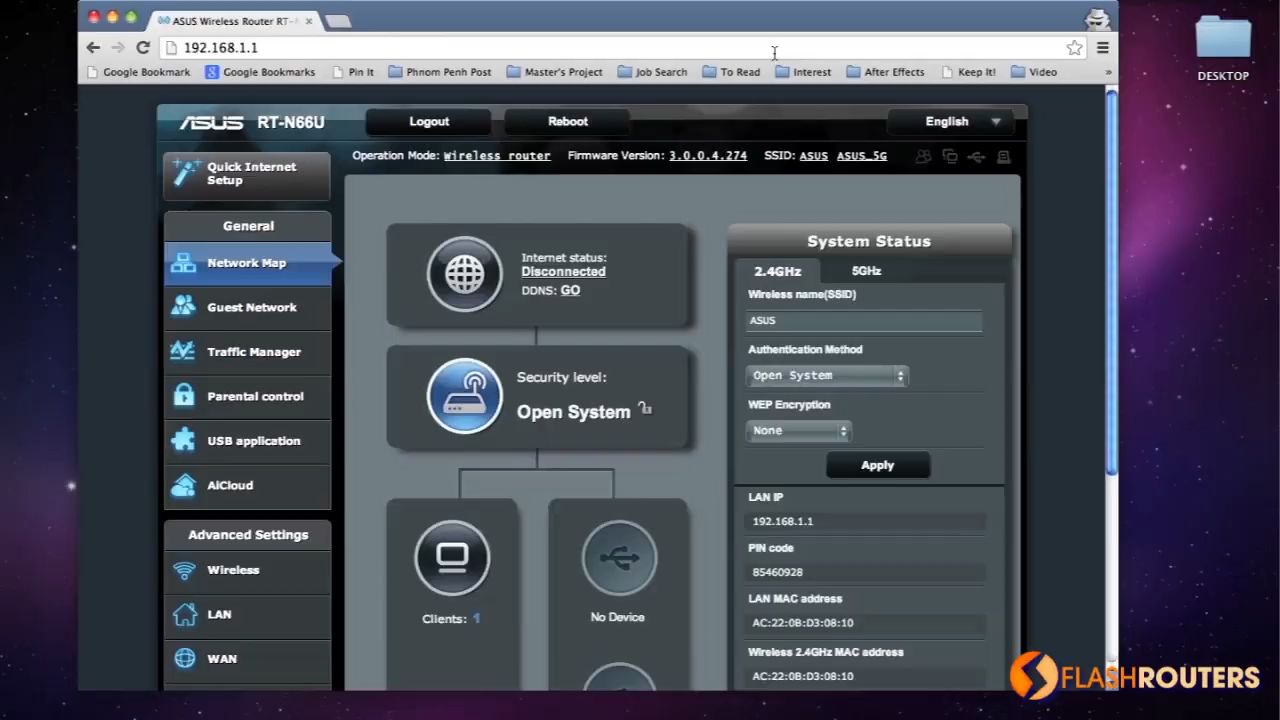 ASUS Wireless Router RT-
192.168.1.1
Google Bookmark
Google Bookmarks
Pin It
Phnom Penh Post
Master's Project
Job Search
To Read
Interest
After Effects
Keep It!
Video
»
DESKTOP
ASUS RT-N66U
Logout
Reboot
English
Operation Mode: Wireless router Firmware Version: 3.0.0.4.274 SSID: ASUS ASUS_5G
Quick Internet
Setup
General
Network Map
Guest Network
Traffic Manager
Parental control
USB application
AiCloud
Advanced Settings
Wireless
LAN
WAN
Internet status:
Disconnected
DDNS: GO
Security level:
Open System
Clients: 1
No Device
System Status
2.4GHz
5GHz
Wireless name(SSID)
ASUS
Authentication Method
Open System
WEP Encryption
None
Apply
LAN IP
192.168.1.1
PIN code
85460928
LAN MAC address
AC:22:0B:D3:08:10
Wireless 2.4GHz MAC address
AC:22:0B:D3:08:10
FLASHROUTERS